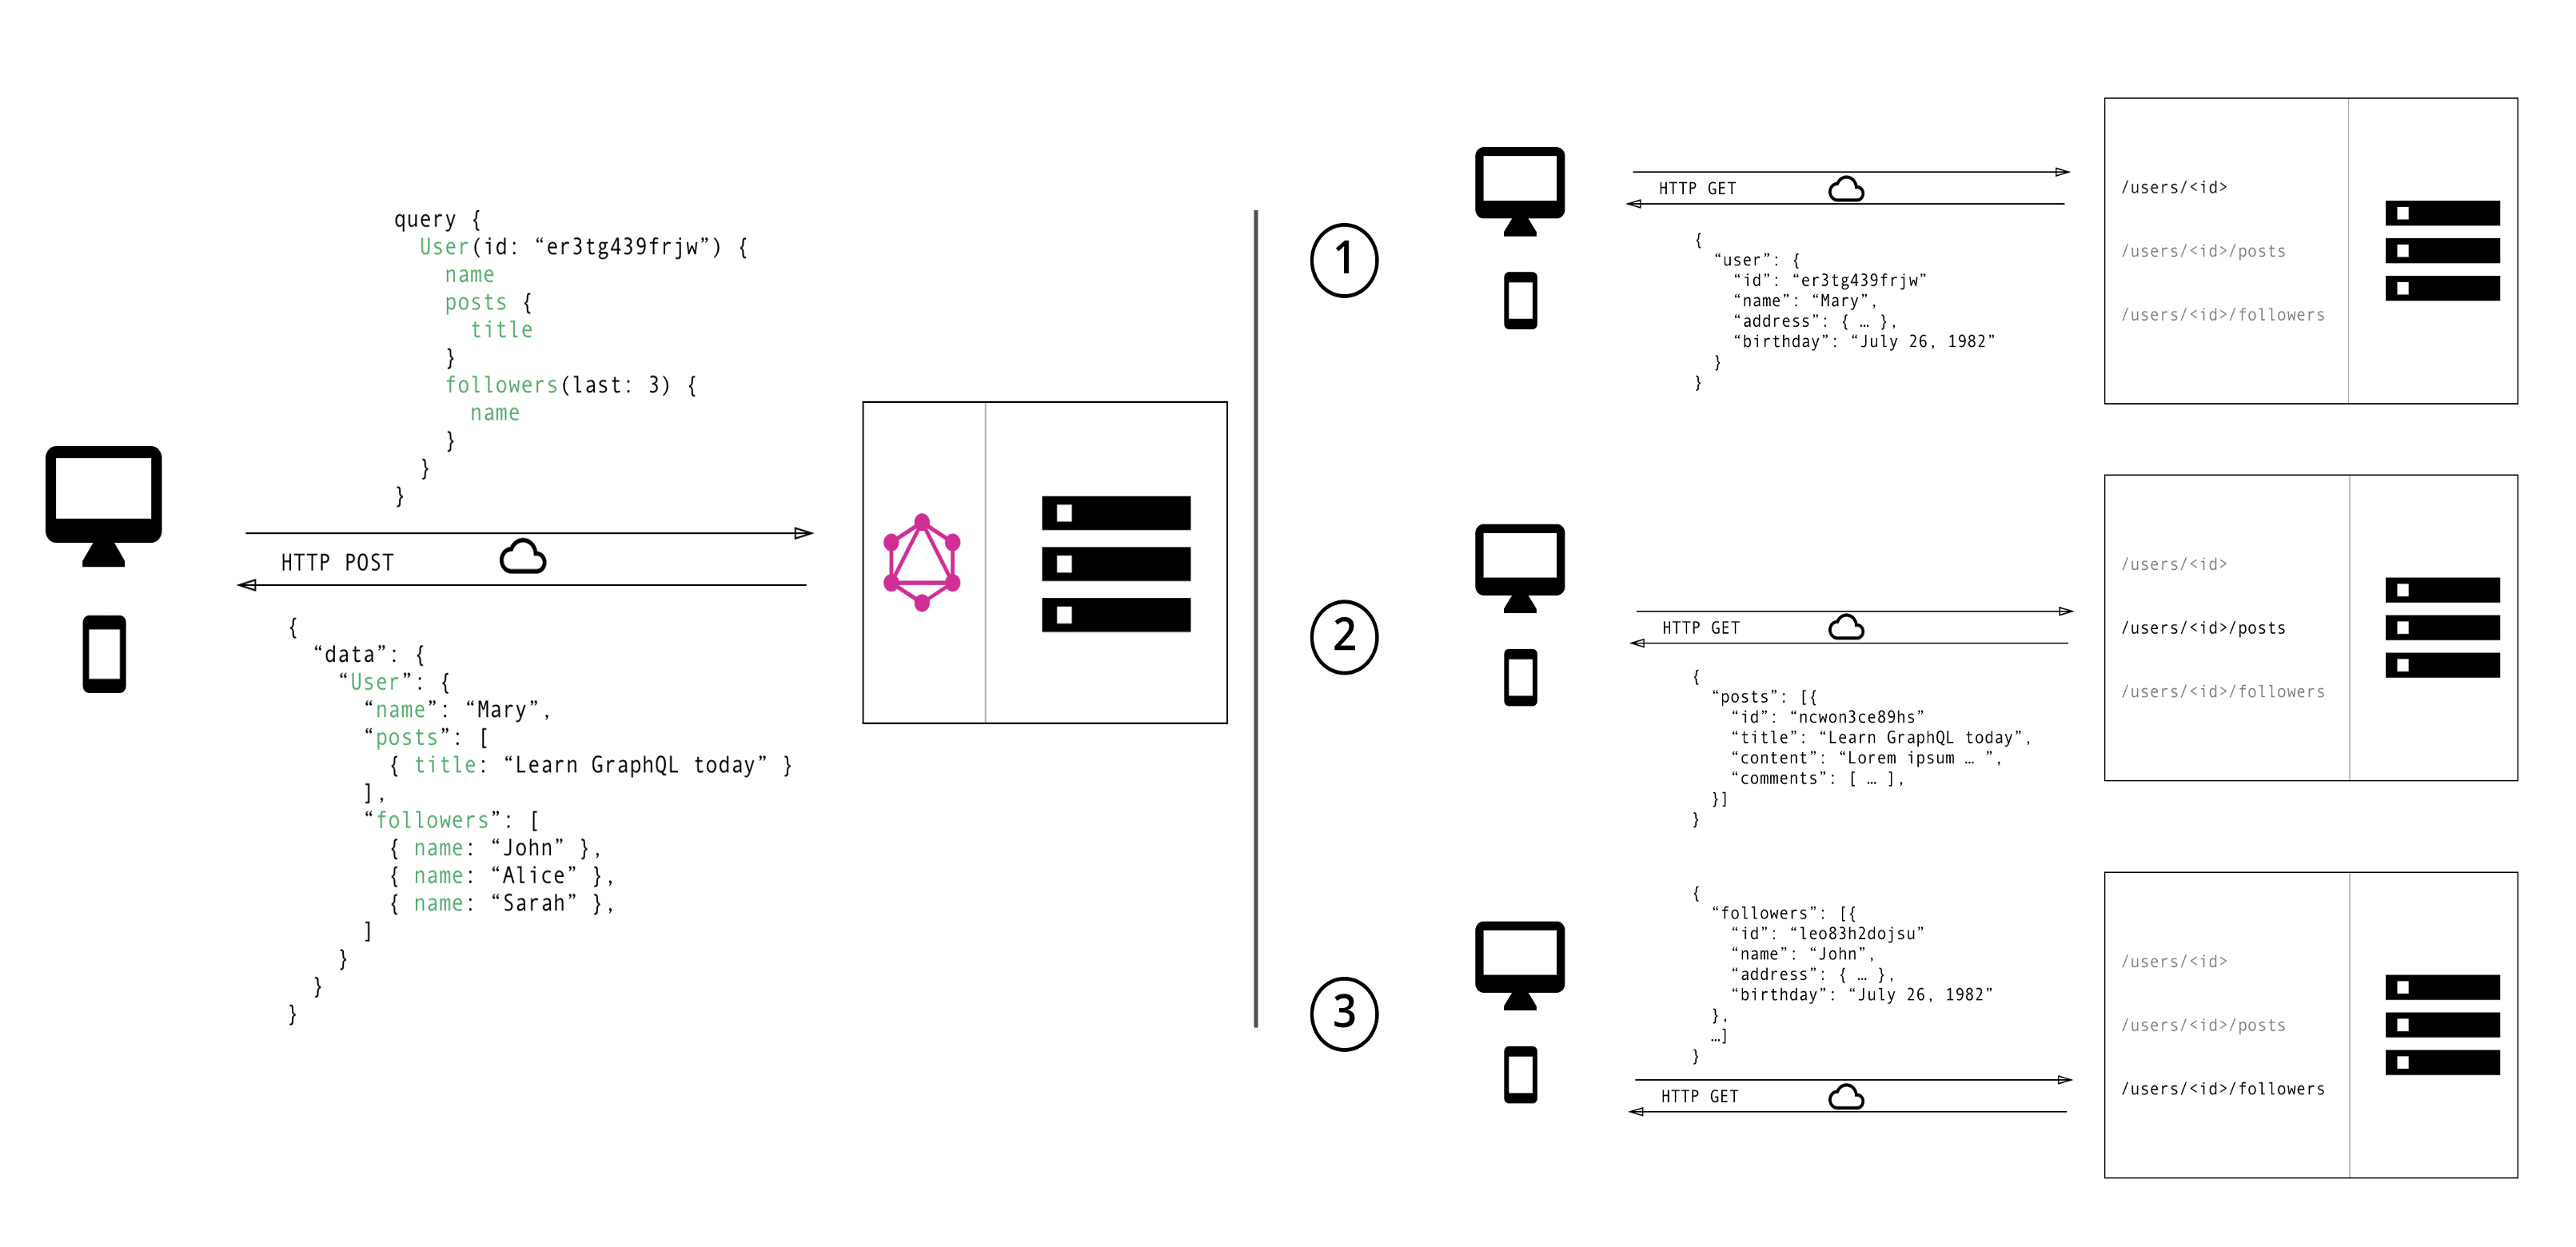 query {
  User(id: “er3tg439frjw”) {
    name
    posts {
      title
    }
    followers(last: 3) {
      name
    }
  }
}
HTTP POST
{
  “data”: {
    “User”: {
      “name”: “Mary”,
      “posts”: [
        { title: “Learn GraphQL today” }
      ],
      “followers”: [
        { name: “John” },
        { name: “Alice” },
        { name: “Sarah” },
      ]
    }
  }
}
1
HTTP GET
{
  “user”: {
    “id”: “er3tg439frjw”
    “name”: “Mary”,
    “address”: { … },
    “birthday”: “July 26, 1982”
  }
}
/users/<id>
/users/<id>/posts
/users/<id>/followers
2
HTTP GET
{
  “posts”: [{
    “id”: “ncwon3ce89hs”
    “title”: “Learn GraphQL today”,
    “content”: “Lorem ipsum … ”,
    “comments”: [ … ],
  }]
}
/users/<id>
/users/<id>/posts
/users/<id>/followers
3
{
  “followers”: [{
    “id”: “leo83h2dojsu”
    “name”: “John”,
    “address”: { … },
    “birthday”: “July 26, 1982”
  },
  …]
}
HTTP GET
/users/<id>
/users/<id>/posts
/users/<id>/followers